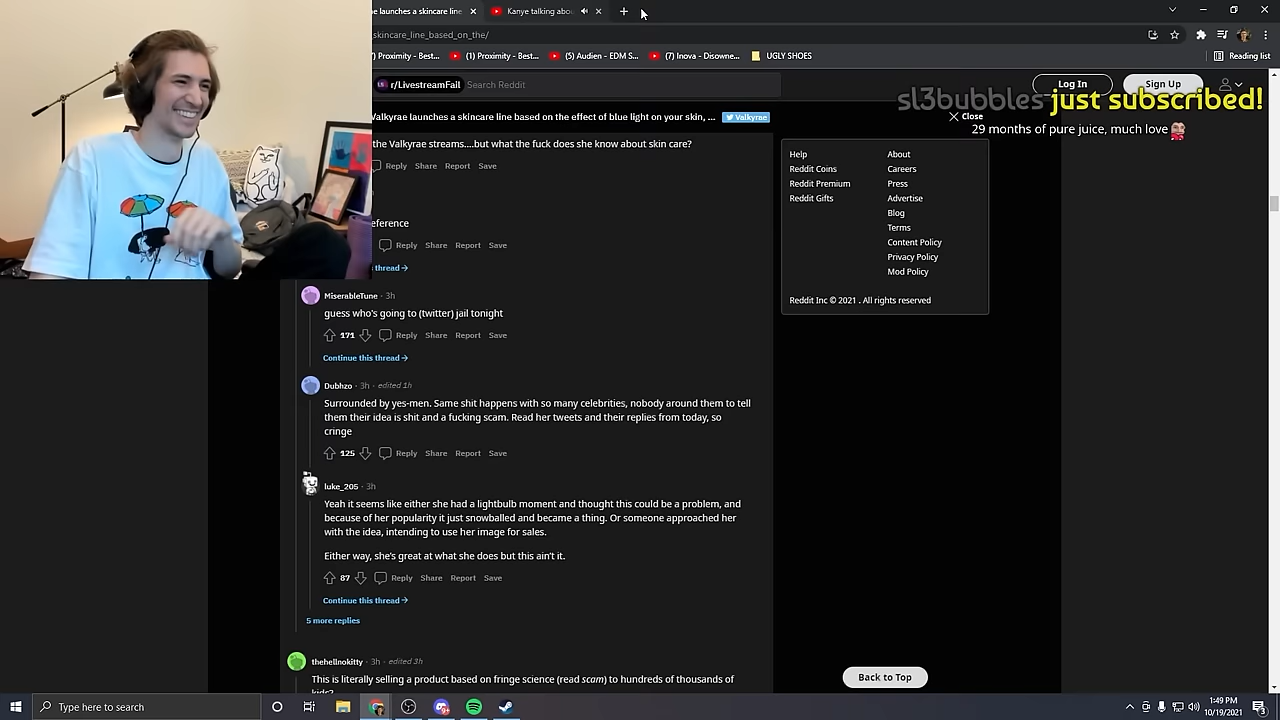 e launches a skincare line
Kanye talking abo
skincare_line_based_on_the/
7) Proximity - Best...
(1) Proximity - Best...
(5) Audien - EDM S...
(7) Inova - Disowne...
UGLY SHOES
Reading list
r/LivestreamFail
Search Reddit
Log In
Sign Up
sl3bubbles just subscribed!
29 months of pure juice, much love
Valkyrae launches a skincare line based on the effect of blue light on your skin, ...
Valkyrae
Close
the Valkyrae streams....but what the fuck does she know about skin care?
Reply Share Report Save
eference
Reply Share Report Save
s thread
MiserableTune · 3h
guess who's going to (twitter) jail tonight
171 Reply Share Report Save
Continue this thread
Dubhzo · 3h · edited 1h
Surrounded by yes-men. Same shit happens with so many celebrities, nobody around them to tell
them their idea is shit and a fucking scam. Read her tweets and their replies from today, so
cringe
125 Reply Share Report Save
luke_205 · 3h
Yeah it seems like either she had a lightbulb moment and thought this could be a problem, and
because of her popularity it just snowballed and became a thing. Or someone approached her
with the idea, intending to use her image for sales.
Either way, she's great at what she does but this ain't it.
87 Reply Share Report Save
Continue this thread
5 more replies
thehellnokitty · 3h · edited 3h
This is literally selling a product based on fringe science (read scam) to hundreds of thousands of
kids?
Help
Reddit Coins
Reddit Premium
Reddit Gifts
About
Careers
Press
Advertise
Blog
Terms
Content Policy
Privacy Policy
Mod Policy
Reddit Inc © 2021 . All rights reserved
Back to Top
Type here to search
1:49 PM
10/19/2021